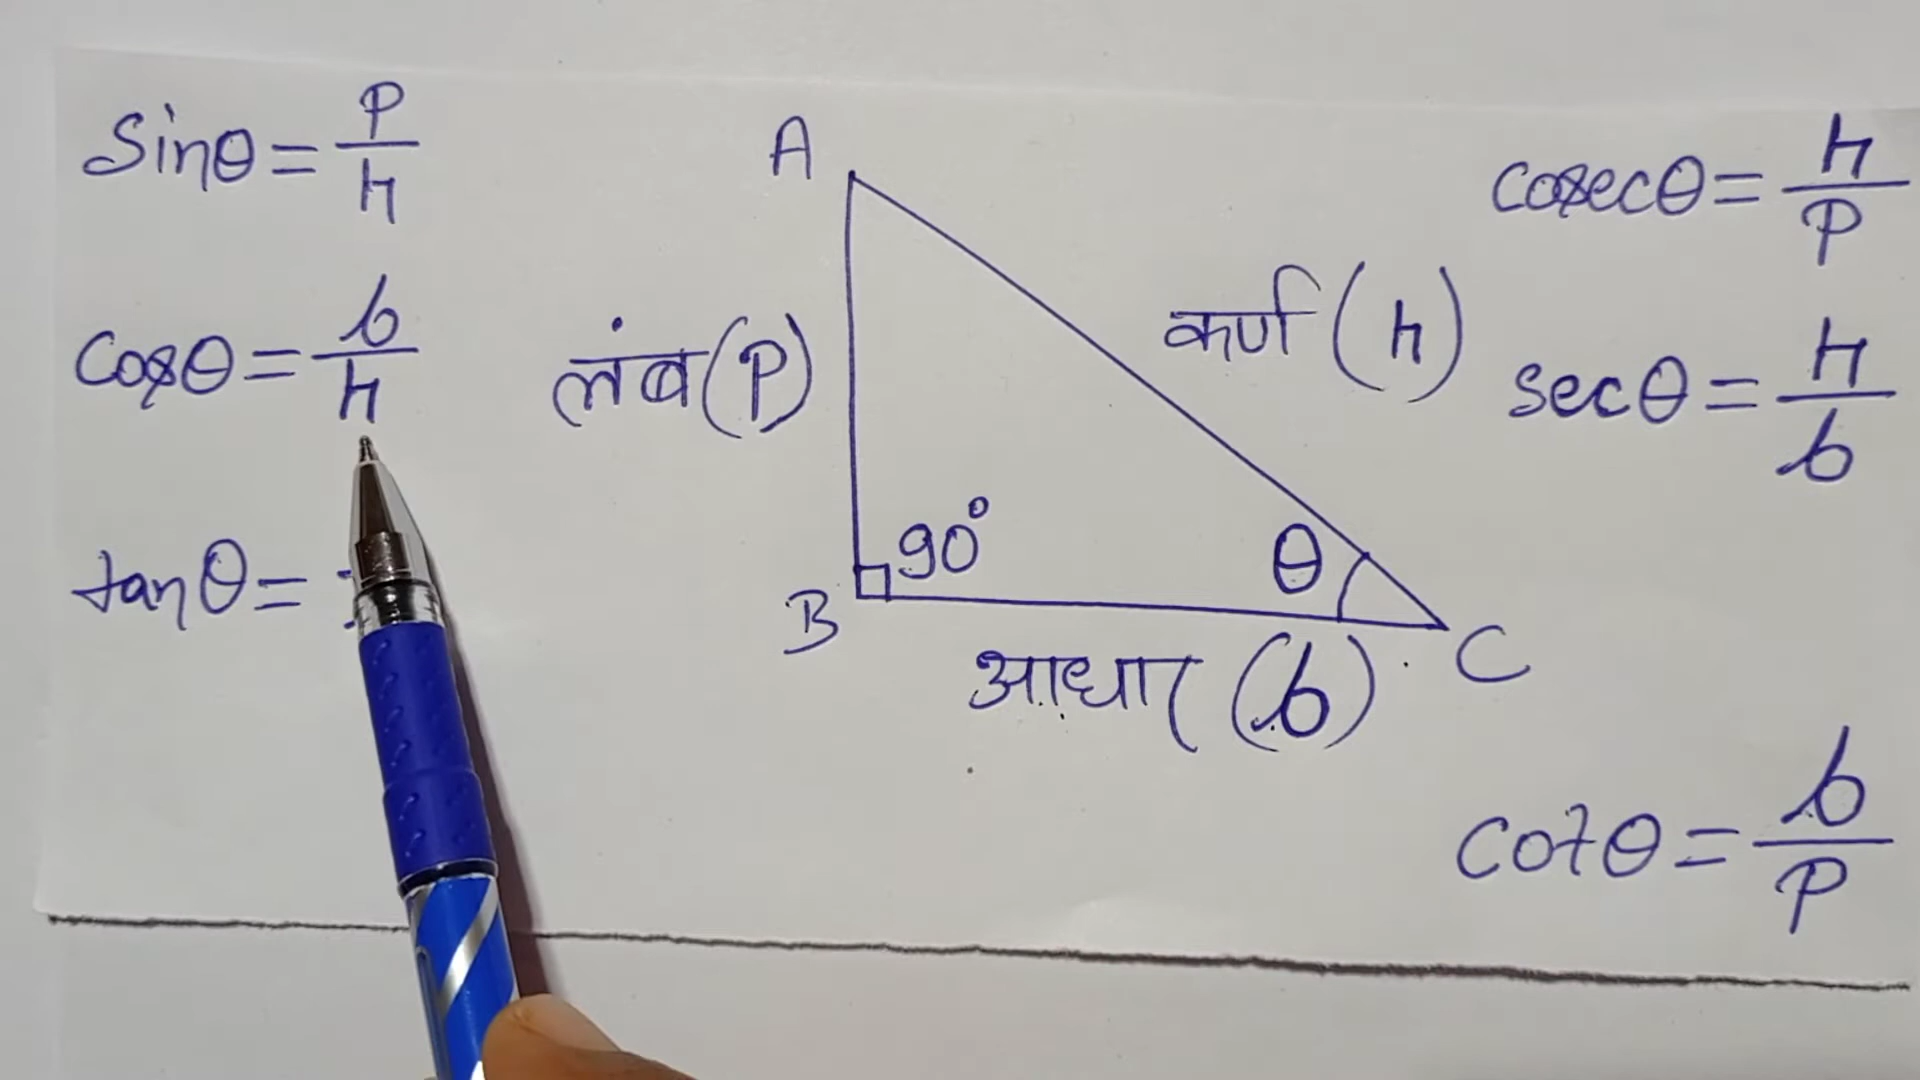 Sinθ = P/h
cosθ = b/h
tanθ =
A
लंब (P)
कर्ण (h)
90°
θ
B
C
आधार (b)
cosecθ = h/P
secθ = h/b
cotθ = b/P